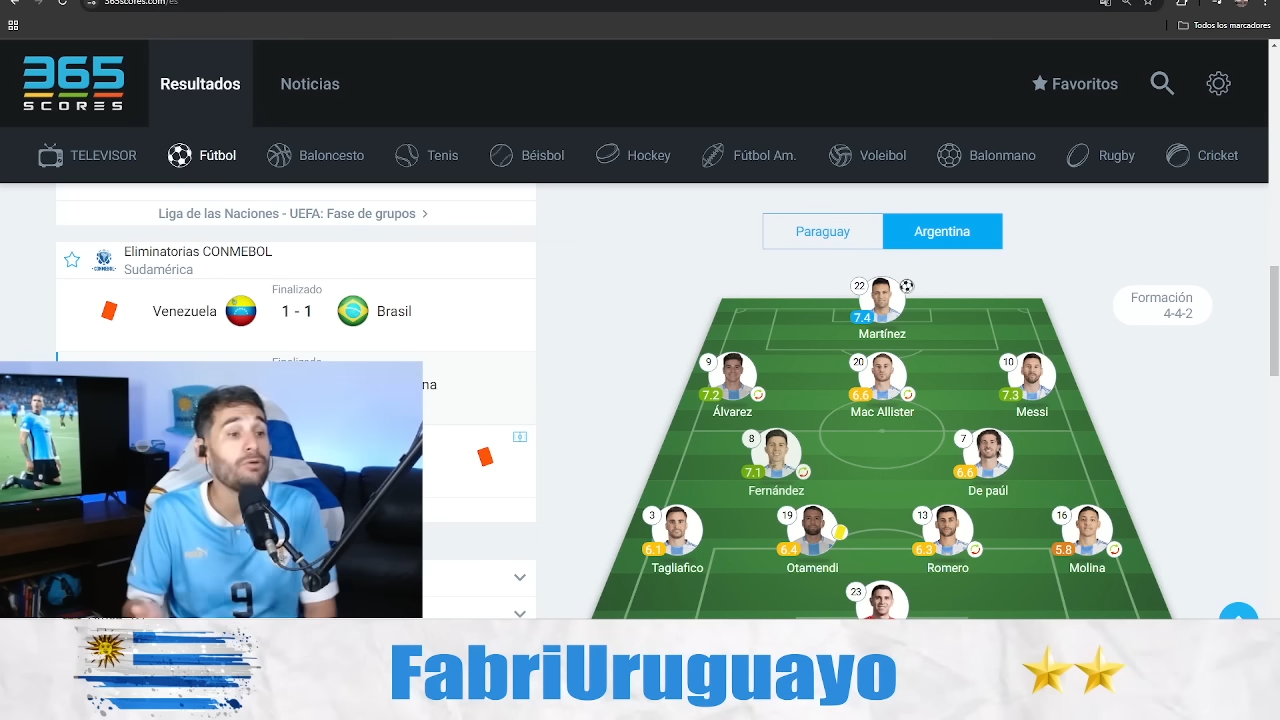 365scores.com/es
Todos los marcadores
365
SCORES
Resultados
Noticias
Favoritos
TELEVISOR
Fútbol
Baloncesto
Tenis
Béisbol
Hockey
Fútbol Am.
Voleibol
Balonmano
Rugby
Cricket
Liga de las Naciones - UEFA: Fase de grupos
Eliminatorias CONMEBOL
Sudamérica
CONMEBOL
Finalizado
Venezuela
1 - 1
Brasil
Finalizado
na
Paraguay
Argentina
Formación
4-4-2
22
7.4
Martínez
9
7.2
Álvarez
20
6.6
Mac Allister
10
7.3
Messi
8
7.1
Fernández
7
6.6
De paúl
3
6.1
Tagliafico
19
6.4
Otamendi
13
6.3
Romero
16
5.8
Molina
23
9
FabriUruguayo